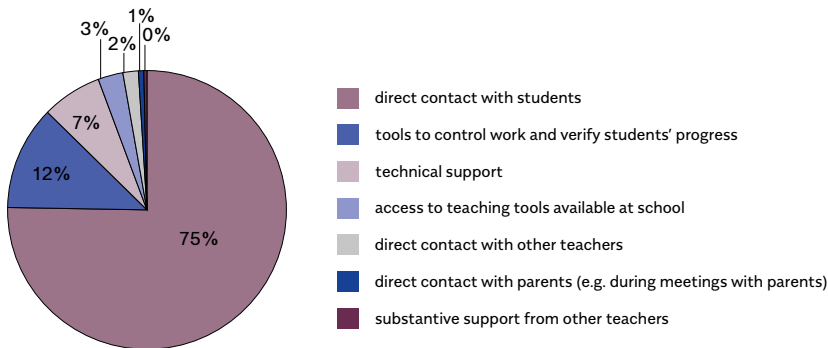 1%
3%
0%
2%
7%
12%
75%
direct contact with students
tools to control work and verify students' progress
technical support
access to teaching tools available at school
direct contact with other teachers
direct contact with parents (e.g. during meetings with parents)
substantive support from other teachers